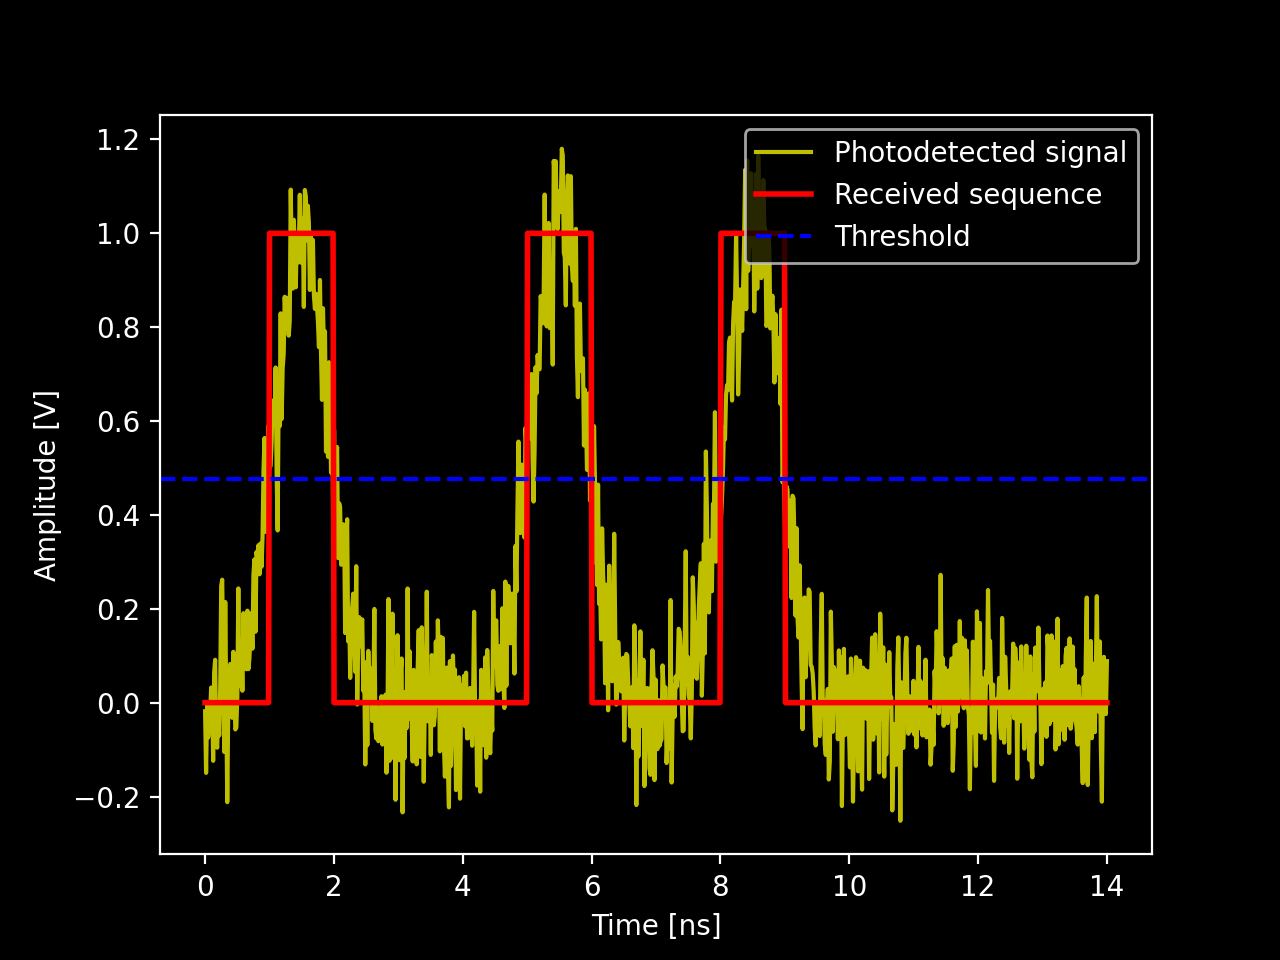 Photodetected signal
Received sequence
Threshold
1.2
1.0
0.8
0.6
0.4
0.2
0.0
−0.2
Amplitude [V]
0 2 4 6 8 10 12 14
Time [ns]